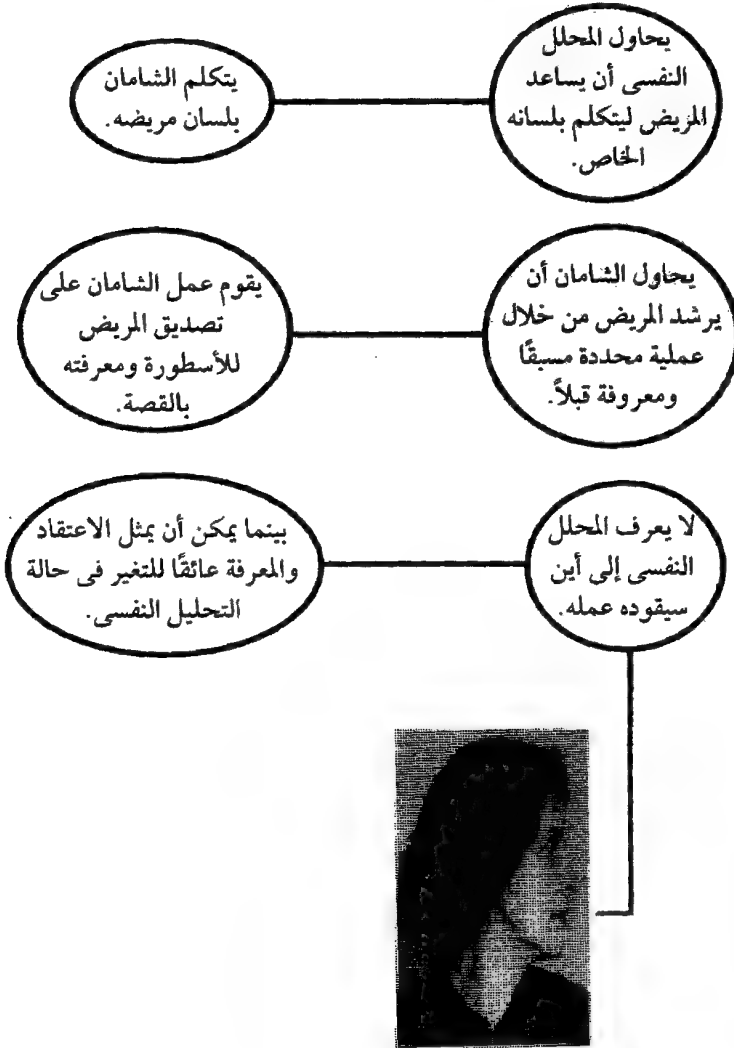 يحاول المحلل
النفسى أن يساعد
المريض ليتكلم بلسانه
الخاص.
يتكلم الشامان
بلسان مريضه.
يحاول الشامان أن
يرشد المريض من خلال
عملية محددة مسبقًا
ومعروفة قبلاً.
يقوم عمل الشامان على
تصديق المريض
للأسطورة ومعرفته
بالقصة.
لا يعرف المحلل
النفسى إلى أين
سيقوده عمله.
بينما يمكن أن يمثل الاعتقاد
والمعرفة عائقًا للتغير فى حالة
التحليل النفسى.